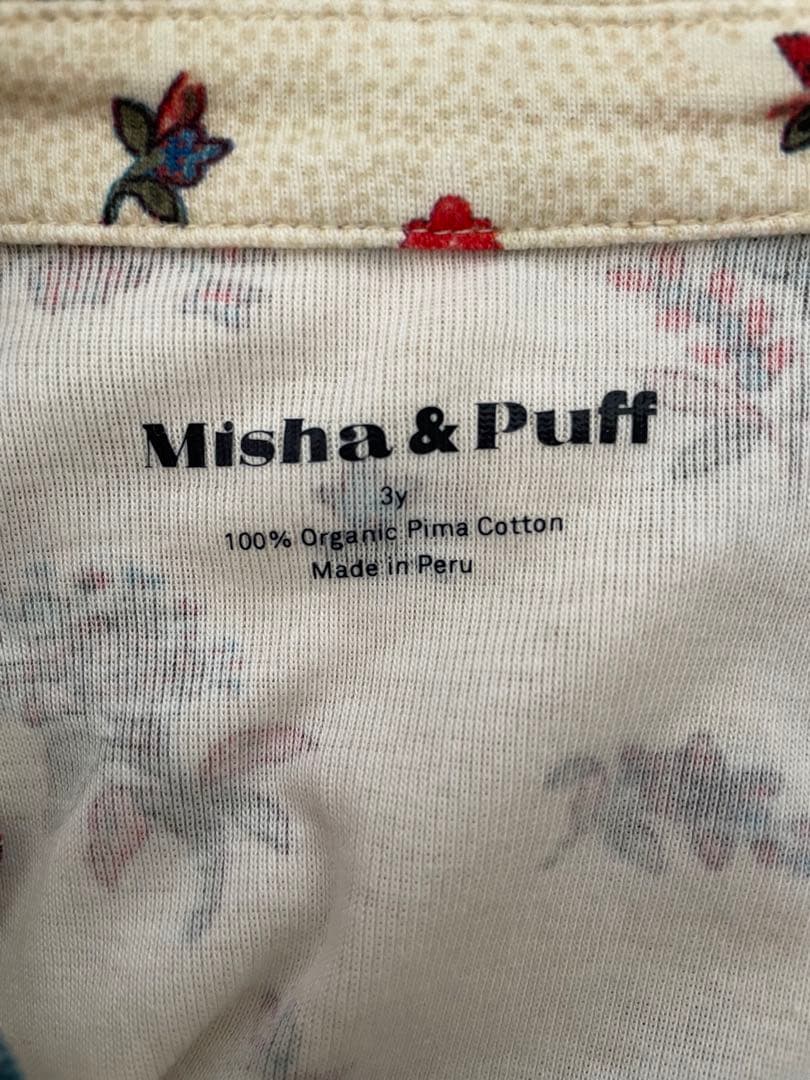 Misha & Puff
3y
100% Organic Pima Cotton
Made in Peru